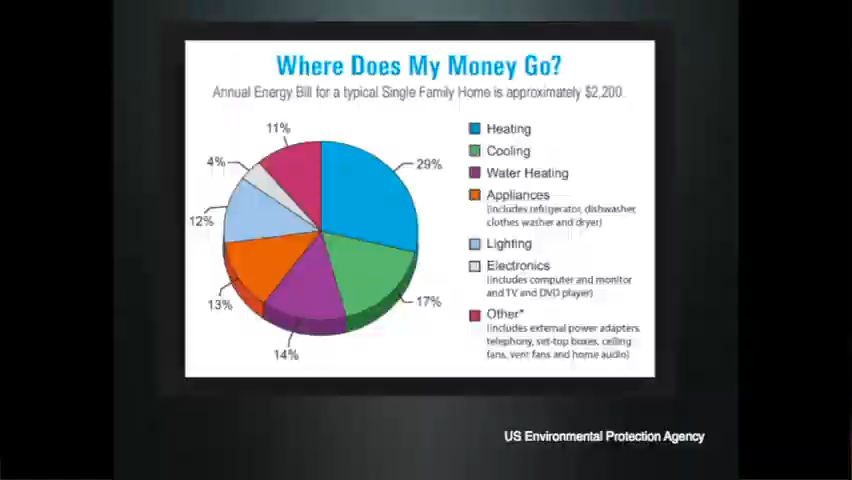 Where Does My Money Go?
Annual Energy Bill for a typical Single Family Home is approximately $2,200.
11%
4%
29%
12%
13%
17%
14%
Heating
Cooling
Water Heating
Appliances
(includes refrigerator, dishwasher,
clothes washer and dryer)
Lighting
Electronics
(includes computer and monitor
and TV and DVD player)
Other*
(includes external power adapters,
telephony, set-top boxes, ceiling
fans, vent fans and home audio)
US Environmental Protection Agency